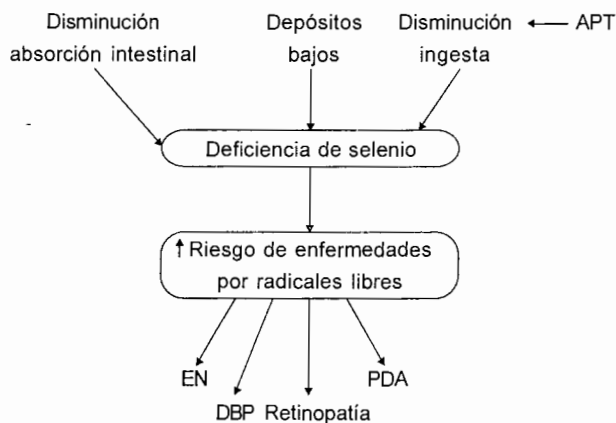 Disminución
absorción intestinal
Depósitos
bajos
Disminución
ingesta
APT
Deficiencia de selenio
↑ Riesgo de enfermedades
por radicales libres
EN
DBP
Retinopatía
PDA